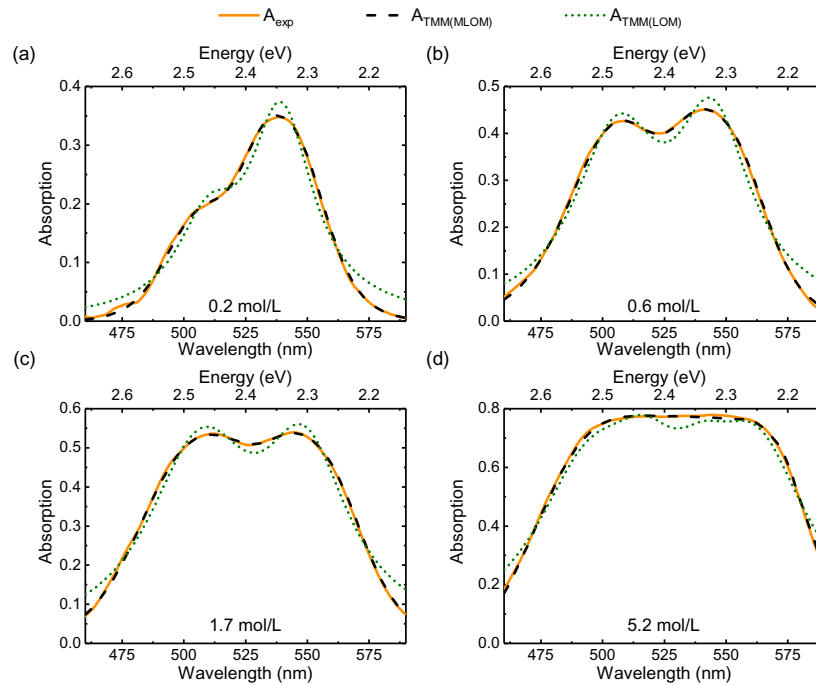 A_exp A_TMM(MLOM) A_TMM(LOM)
(a)
Energy (eV)
2.6 2.5 2.4 2.3 2.2
0.4
0.3
0.2
0.1
0.0
Absorption
0.2 mol/L
475 500 525 550 575
Wavelength (nm)
(b)
Energy (eV)
2.6 2.5 2.4 2.3 2.2
0.5
0.4
0.3
0.2
0.1
0.0
Absorption
0.6 mol/L
475 500 525 550 575
Wavelength (nm)
(c)
Energy (eV)
2.6 2.5 2.4 2.3 2.2
0.6
0.5
0.4
0.3
0.2
0.1
0.0
Absorption
1.7 mol/L
475 500 525 550 575
Wavelength (nm)
(d)
Energy (eV)
2.6 2.5 2.4 2.3 2.2
0.8
0.6
0.4
0.2
0.0
Absorption
5.2 mol/L
475 500 525 550 575
Wavelength (nm)